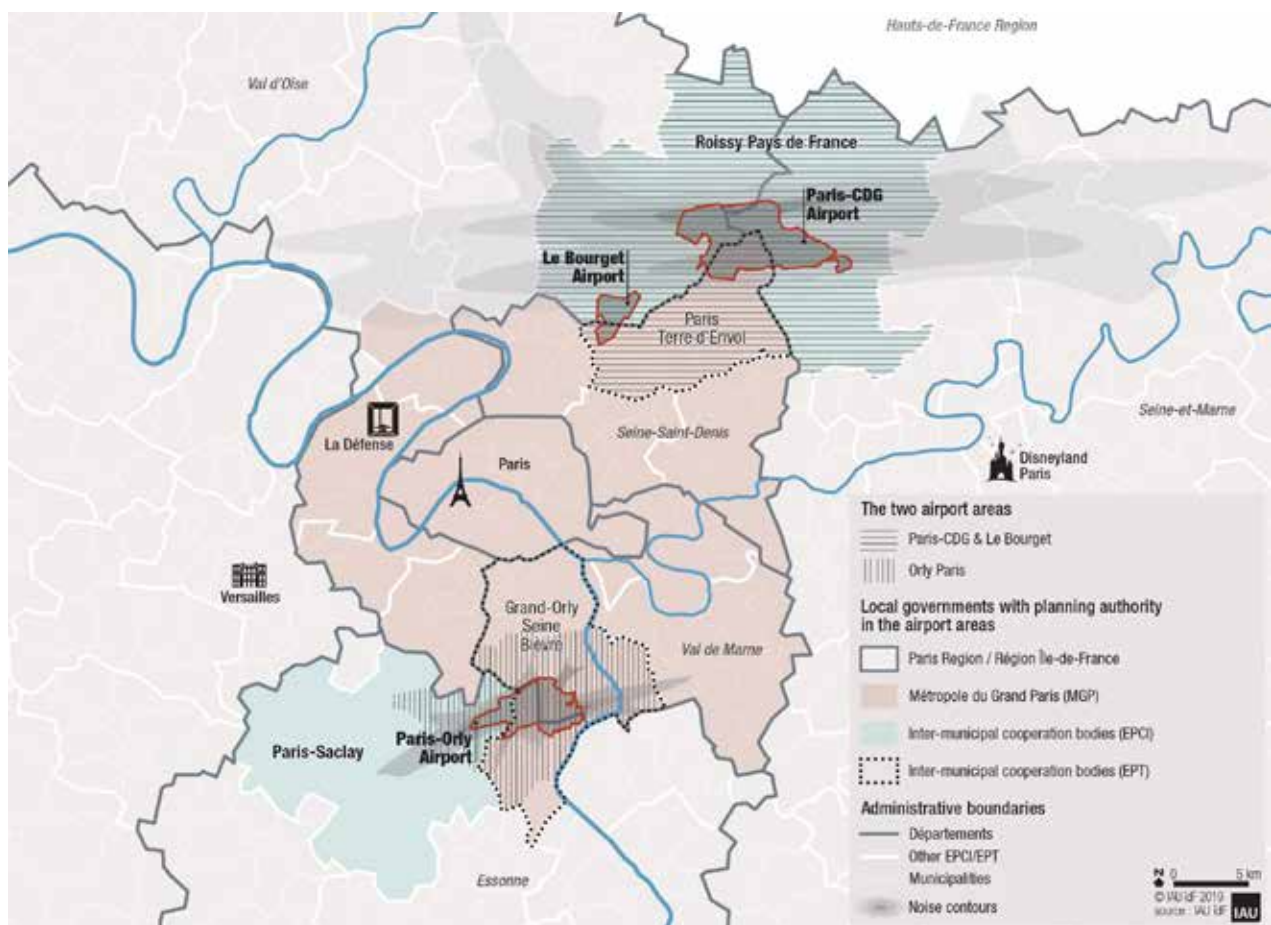 Hauts-de-France Region
Val d'Oise
Roissy Pays de France
Paris-CDG
Airport
Le Bourget
Airport
Paris
Terre d'Envol
La Défense
Seine-Saint-Denis
Seine-et-Marne
Paris
Disneyland
Paris
Versailles
Grand-Orly
Seine
Bièvre
Val de Marne
Paris-Orly
Airport
Paris-Saclay
Essonne
The two airport areas
Paris-CDG & Le Bourget
Orly Paris
Local governments with planning authority
in the airport areas
Paris Region / Région Île-de-France
Métropole du Grand Paris (MGP)
Inter-municipal cooperation bodies (EPCI)
Inter-municipal cooperation bodies (EPT)
Administrative boundaries
Départements
Other EPCI/EPT
Municipalities
Noise contours
N 0 5 km
© IAU îdF 2019
source : IAU îdF
IAU